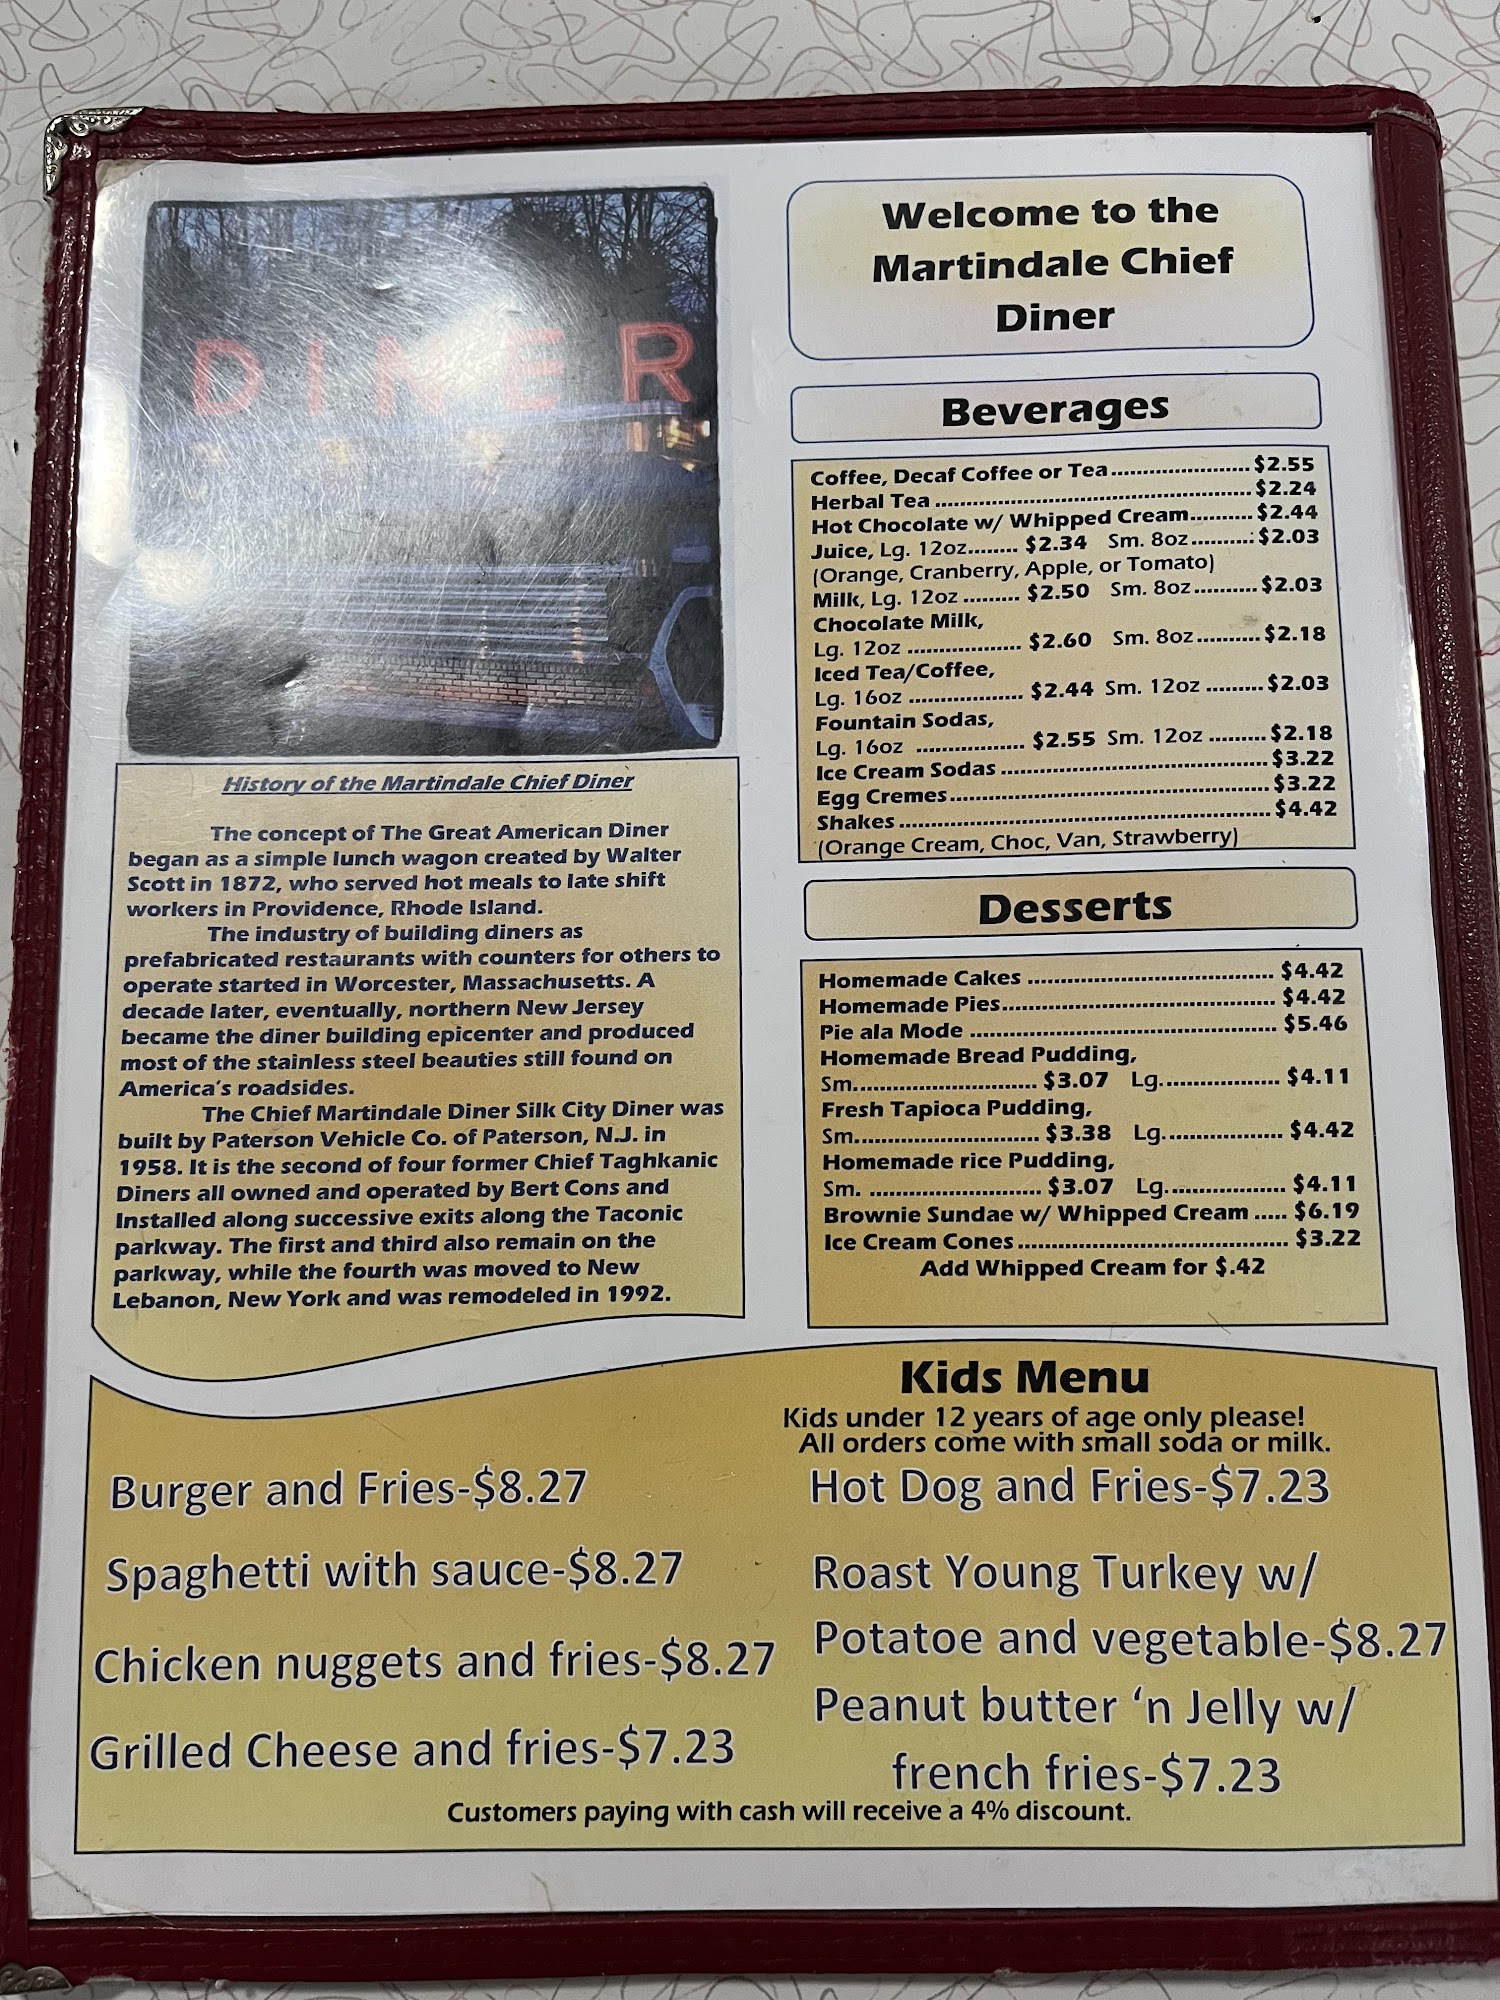 DINER
History of the Martindale Chief Diner
The concept of The Great American Diner
began as a simple lunch wagon created by Walter
Scott in 1872, who served hot meals to late shift
workers in Providence, Rhode Island.
The industry of building diners as
prefabricated restaurants with counters for others to
operate started in Worcester, Massachusetts. A
decade later, eventually, northern New Jersey
became the diner building epicenter and produced
most of the stainless steel beauties still found on
America's roadsides.
The Chief Martindale Diner Silk City Diner was
built by Paterson Vehicle Co. of Paterson, N.J. in
1958. It is the second of four former Chief Taghkanic
Diners all owned and operated by Bert Cons and
Installed along successive exits along the Taconic
parkway. The first and third also remain on the
parkway, while the fourth was moved to New
Lebanon, New York and was remodeled in 1992.
Welcome to the
Martindale Chief
Diner
Beverages
Coffee, Decaf Coffee or Tea...................... $2.55
Herbal Tea .................................................. $2.24
Hot Chocolate w/ Whipped Cream.......... $2.44
Juice, Lg. 12oz........ $2.34 Sm. 8oz.......... $2.03
(Orange, Cranberry, Apple, or Tomato)
Milk, Lg. 12oz ......... $2.50 Sm. 8oz.......... $2.03
Chocolate Milk,
Lg. 12oz .................. $2.60 Sm. 8oz.......... $2.18
Iced Tea/Coffee,
Lg. 16oz .................. $2.44 Sm. 12oz ......... $2.03
Fountain Sodas,
Lg. 16oz ................. $2.55 Sm. 12oz ......... $2.18
Ice Cream Sodas .......................................... $3.22
Egg Cremes.................................................. $3.22
Shakes.......................................................... $4.42
(Orange Cream, Choc, Van, Strawberry)
Desserts
Homemade Cakes ....................................... $4.42
Homemade Pies........................................... $4.42
Pie ala Mode ................................................ $5.46
Homemade Bread Pudding,
Sm............................. $3.07 Lg................... $4.11
Fresh Tapioca Pudding,
Sm............................. $3.38 Lg................... $4.42
Homemade rice Pudding,
Sm. ........................... $3.07 Lg................... $4.11
Brownie Sundae w/ Whipped Cream ..... $6.19
Ice Cream Cones ........................................... $3.22
Add Whipped Cream for $.42
Kids Menu
Kids under 12 years of age only please!
All orders come with small soda or milk.
Burger and Fries-$8.27
Spaghetti with sauce-$8.27
Chicken nuggets and fries-$8.27
Grilled Cheese and fries-$7.23
Hot Dog and Fries-$7.23
Roast Young Turkey w/
Potatoe and vegetable-$8.27
Peanut butter 'n Jelly w/
french fries-$7.23
Customers paying with cash will receive a 4% discount.